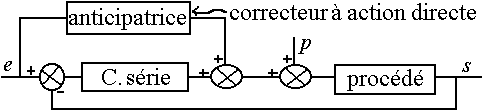 anticipatrice
correcteur à action directe
e
p
s
+
-
C. série
+
+
+
+
procédé